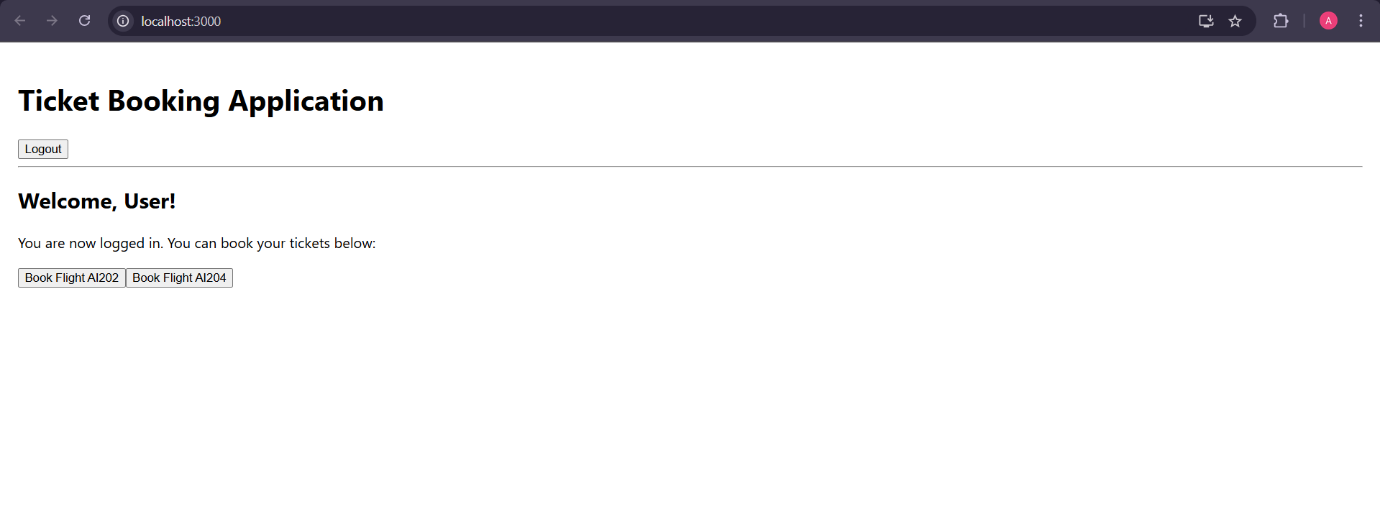 localhost:3000
A
Ticket Booking Application
Logout
Welcome, User!
You are now logged in. You can book your tickets below:
Book Flight AI202 Book Flight AI204